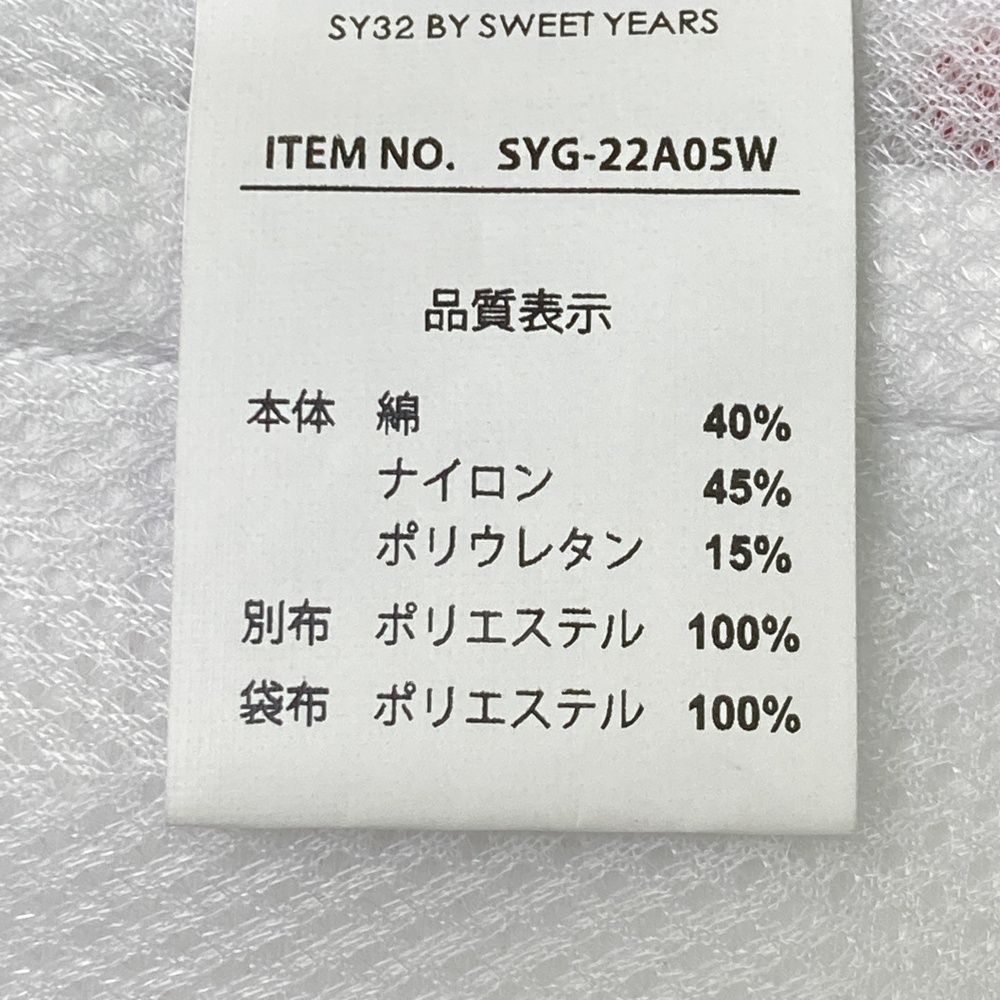 SY32 BY SWEET YEARS
ITEM NO. SYG-22A05W
品質表示
本体 綿 40%
ナイロン 45%
ポリウレタン 15%
別布 ポリエステル 100%
袋布 ポリエステル 100%